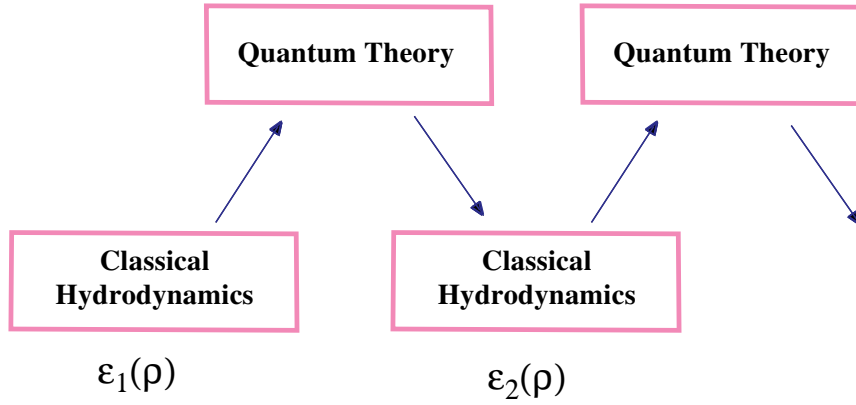 Quantum Theory
Quantum Theory
Classical
Hydrodynamics
Classical
Hydrodynamics
ε₁(ρ)
ε₂(ρ)